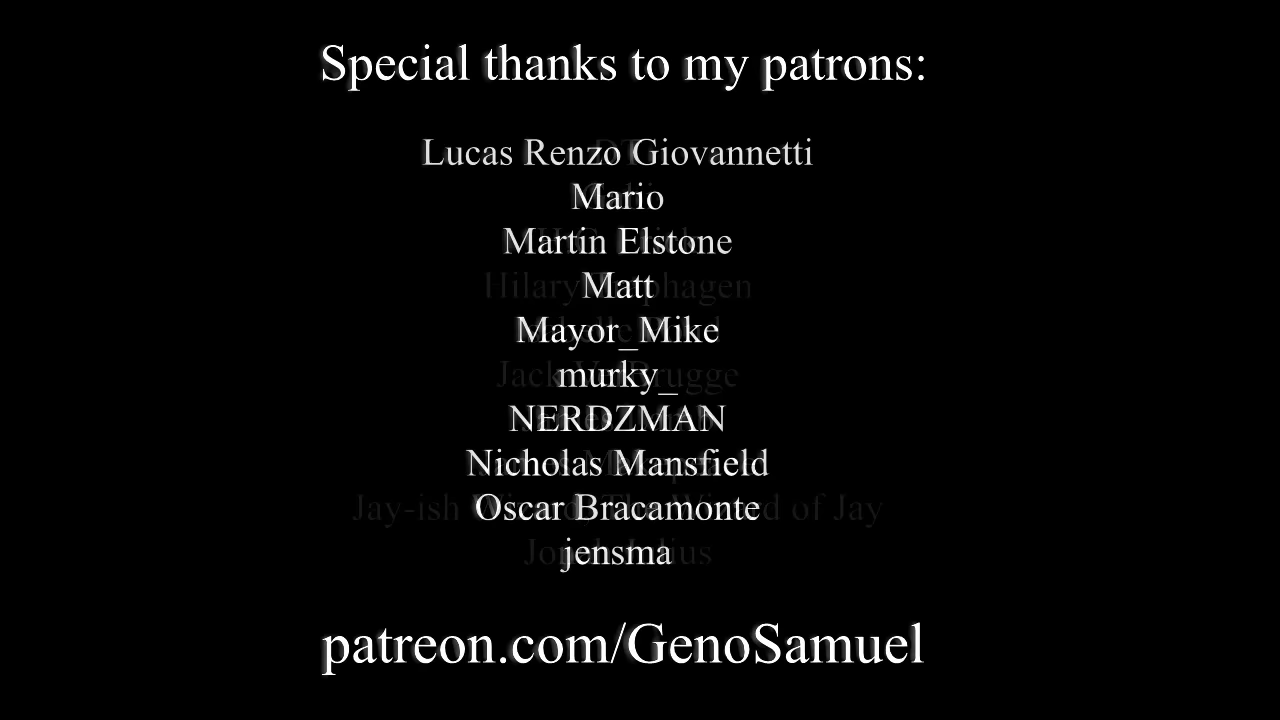 Special thanks to my patrons:
Lucas Renzo Giovannetti
Mario
Martin Elstone
Matt
Mayor_Mike
murky_
NERDZMAN
Nicholas Mansfield
Oscar Bracamonte
jensma
patreon.com/GenoSamuel